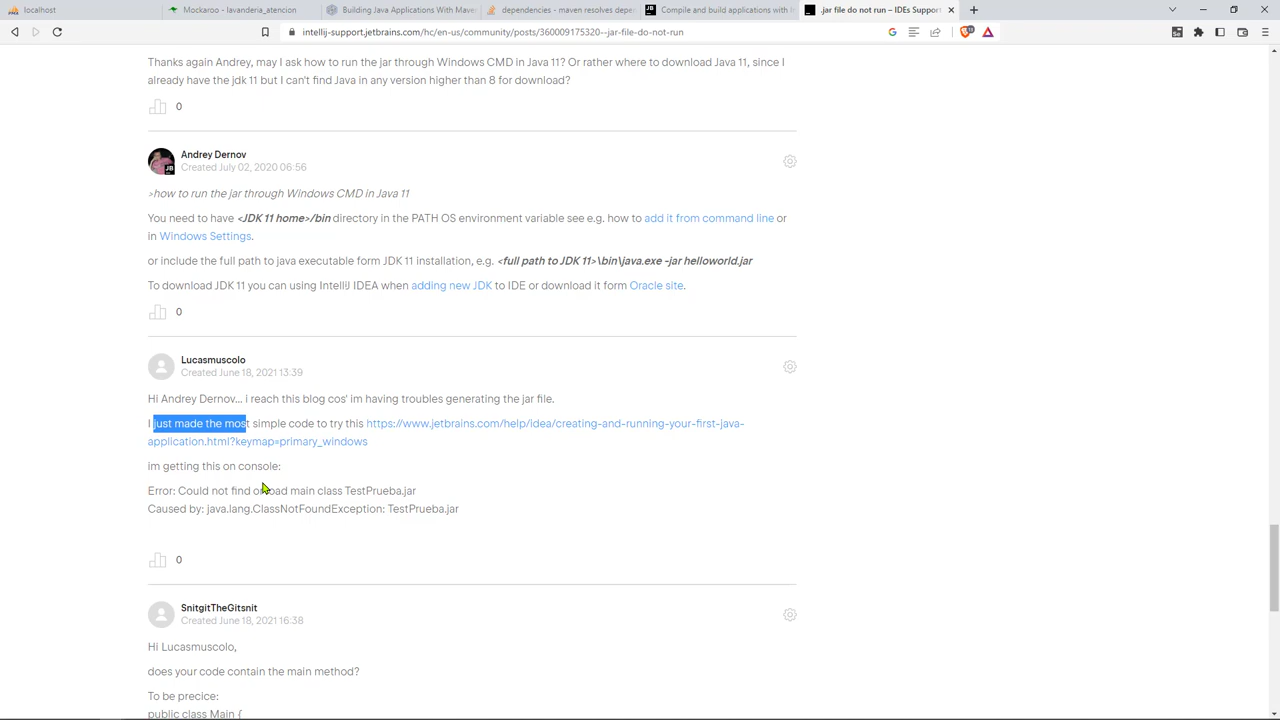 localhost
Mockaroo - lavanderia_atencion
Building Java Applications With Mave
dependencies - maven resolves depe
Compile and build applications with I
.jar file do not run – IDEs Support
intellij-support.jetbrains.com/hc/en-us/community/posts/360009175320--jar-file-do-not-run
Thanks again Andrey, may I ask how to run the jar through Windows CMD in Java 11? Or rather where to download Java 11, since I
already have the jdk 11 but I can't find Java in any version higher than 8 for download?
0
Andrey Dernov
Created July 02, 2020 06:56
>how to run the jar through Windows CMD in Java 11
You need to have <JDK 11 home>/bin directory in the PATH OS environment variable see e.g. how to add it from command line or
in Windows Settings.
or include the full path to java executable form JDK 11 installation, e.g. <full path to JDK 11>\bin\java.exe -jar helloworld.jar
To download JDK 11 you can using IntelliJ IDEA when adding new JDK to IDE or download it form Oracle site.
0
Lucasmuscolo
Created June 18, 2021 13:39
Hi Andrey Dernov... i reach this blog cos' im having troubles generating the jar file.
I just made the most simple code to try this https://www.jetbrains.com/help/idea/creating-and-running-your-first-java-
application.html?keymap=primary_windows
im getting this on console:
Error: Could not find or load main class TestPrueba.jar
Caused by: java.lang.ClassNotFoundException: TestPrueba.jar
0
SnitgitTheGitsnit
Created June 18, 2021 16:38
Hi Lucasmuscolo,
does your code contain the main method?
To be precice:
public class Main {